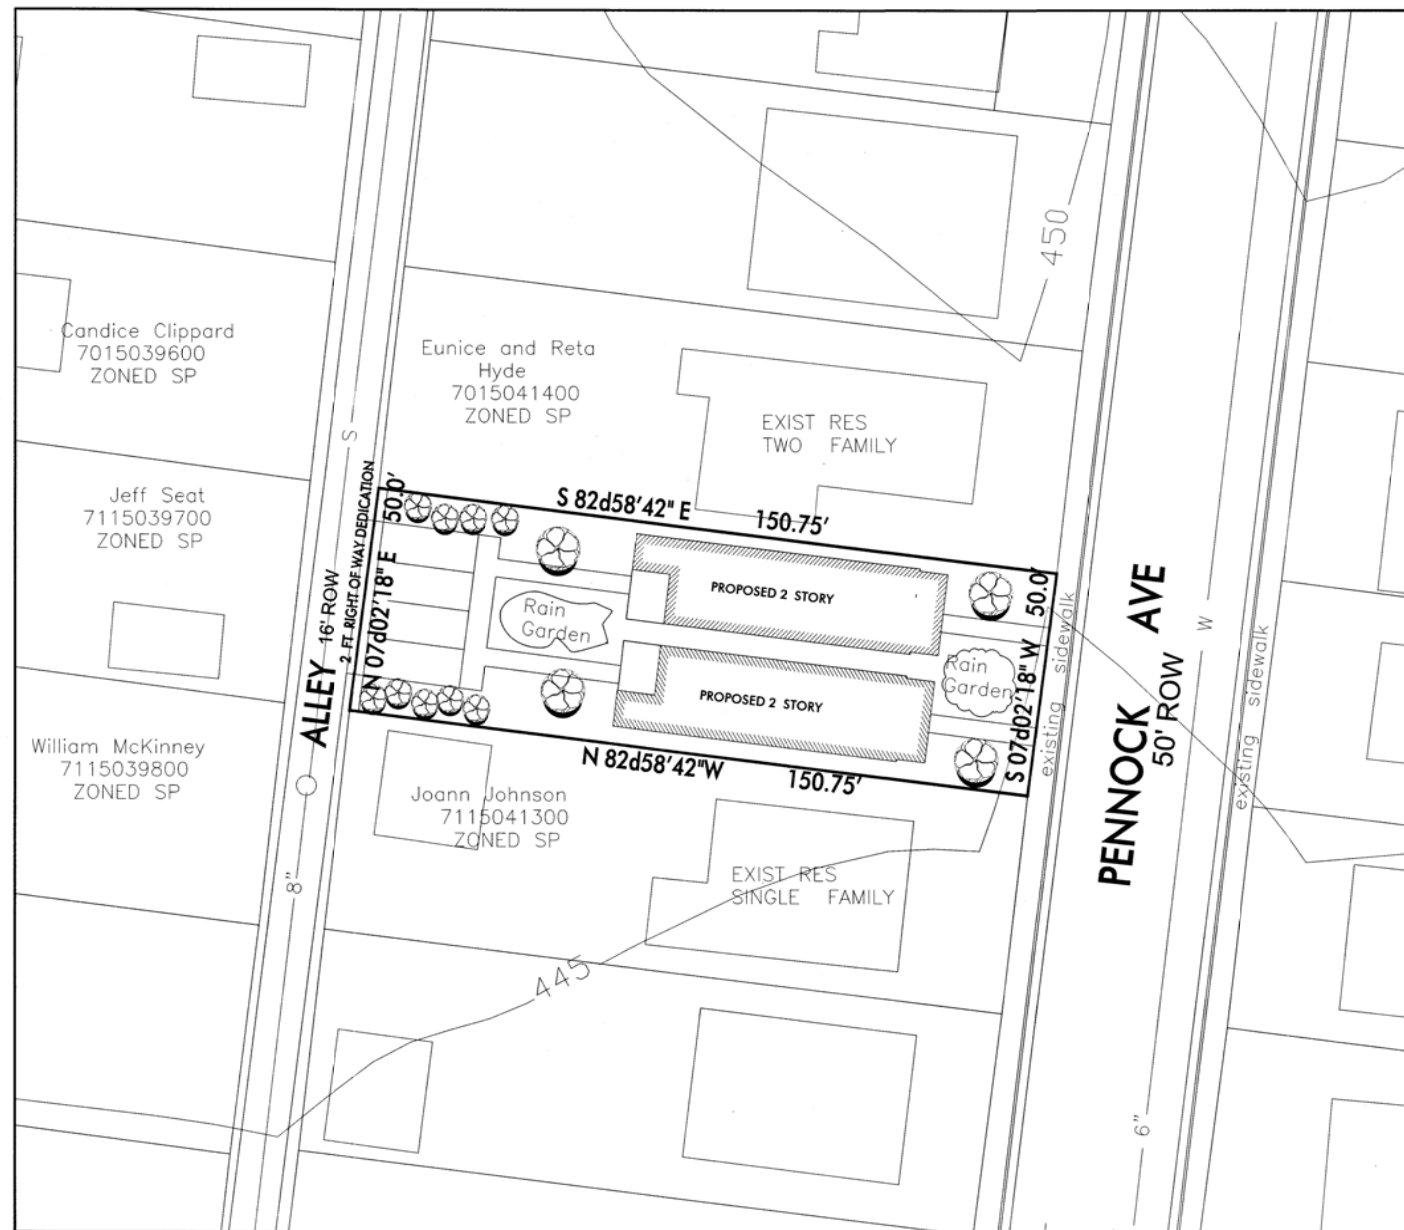 450
Candice Clippard
7015039600
ZONED SP
Eunice and Reta
Hyde
7015041400
ZONED SP
EXIST RES
TWO FAMILY
S
Jeff Seat
7115039700
ZONED SP
S 82d58'42" E 150.75'
50.0'
N 07d02'18" E
2 FT RIGHT OF WAY DEDICATION
16' ROW
ALLEY
PROPOSED 2 STORY
Rain
Garden
PROPOSED 2 STORY
Rain
Garden
50.0'
S 07d02'18" W
existing sidewalk
PENNOCK AVE
50' ROW
W
existing sidewalk
William McKinney
7115039800
ZONED SP
N 82d58'42"W 150.75'
Joann Johnson
7115041300
ZONED SP
8"
EXIST RES
SINGLE FAMILY
445
6"